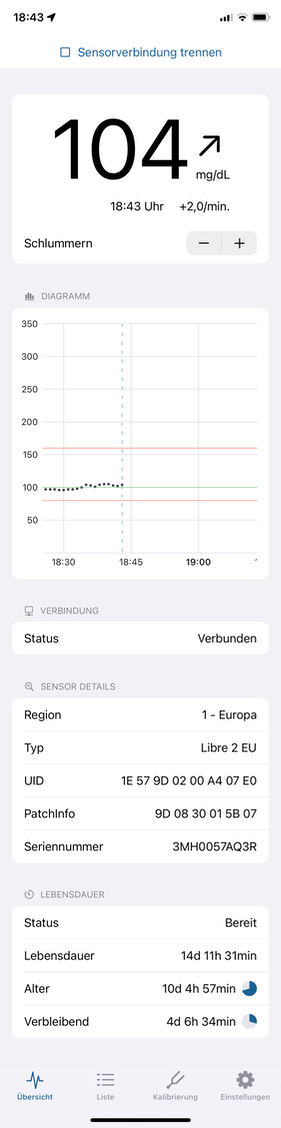 18:43
Sensorverbindung trennen
104
mg/dL
18:43 Uhr +2,0/min.
Schlummern − +
DIAGRAMM
350
300
250
200
150
100
50
18:30 18:45 19:00
VERBINDUNG
Status Verbunden
SENSOR DETAILS
Region 1 - Europa
Typ Libre 2 EU
UID 1E 57 9D 02 00 A4 07 E0
PatchInfo 9D 08 30 01 5B 07
Seriennummer 3MH0057AQ3R
LEBENSDAUER
Status Bereit
Lebensdauer 14d 11h 31min
Alter 10d 4h 57min
Verbleibend 4d 6h 34min
Übersicht Liste Kalibrierung Einstellungen